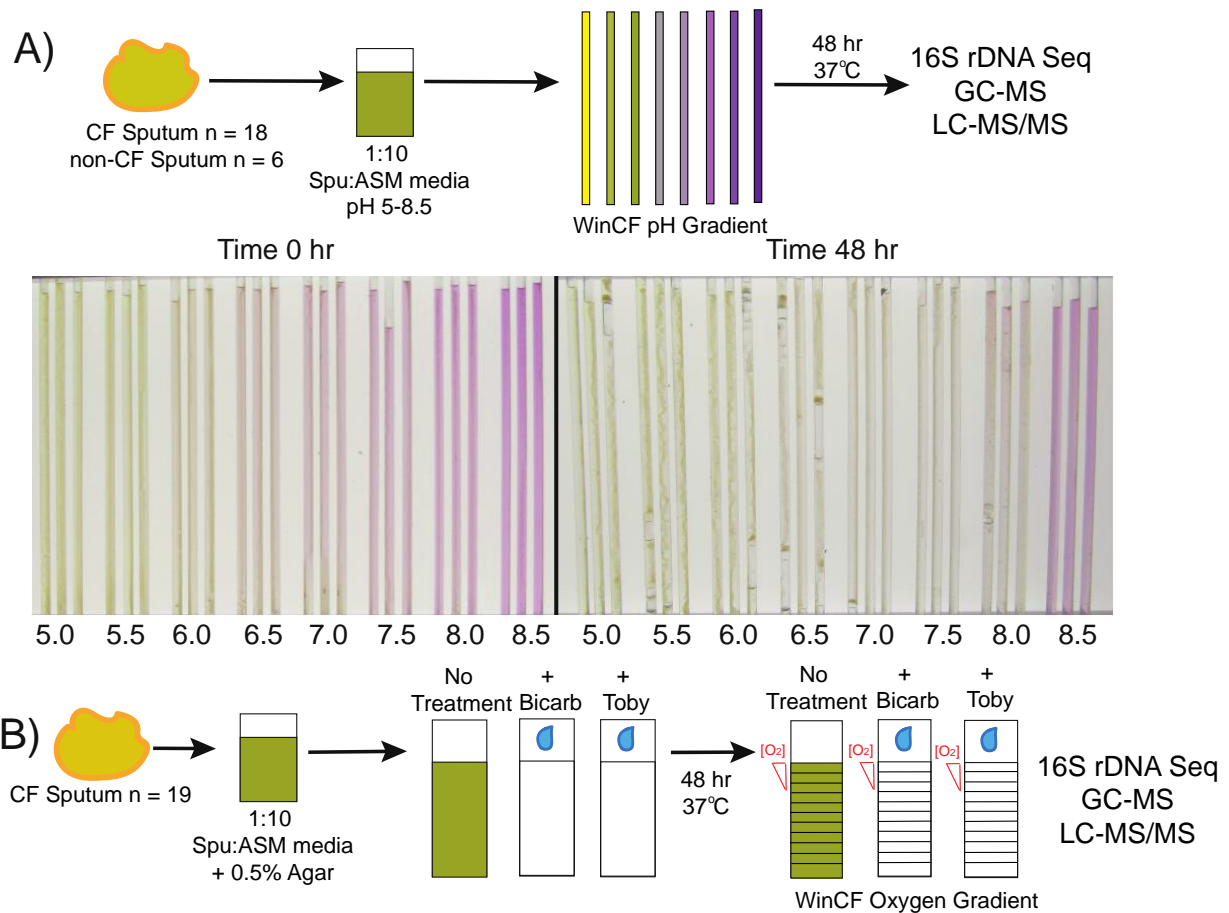 A)
CF Sputum n = 18
non-CF Sputum n = 6
1:10
Spu:ASM media
pH 5-8.5
WinCF pH Gradient
48 hr
37°C
16S rDNA Seq
GC-MS
LC-MS/MS
Time 0 hr
Time 48 hr
5.0 5.5 6.0 6.5 7.0 7.5 8.0 8.5
5.0 5.5 6.0 6.5 7.0 7.5 8.0 8.5
B)
CF Sputum n = 19
1:10
Spu:ASM media
+ 0.5% Agar
No
Treatment
+
Bicarb
+
Toby
48 hr
37°C
No
Treatment
+
Bicarb
+
Toby
[O₂]
[O₂]
[O₂]
WinCF Oxygen Gradient
16S rDNA Seq
GC-MS
LC-MS/MS